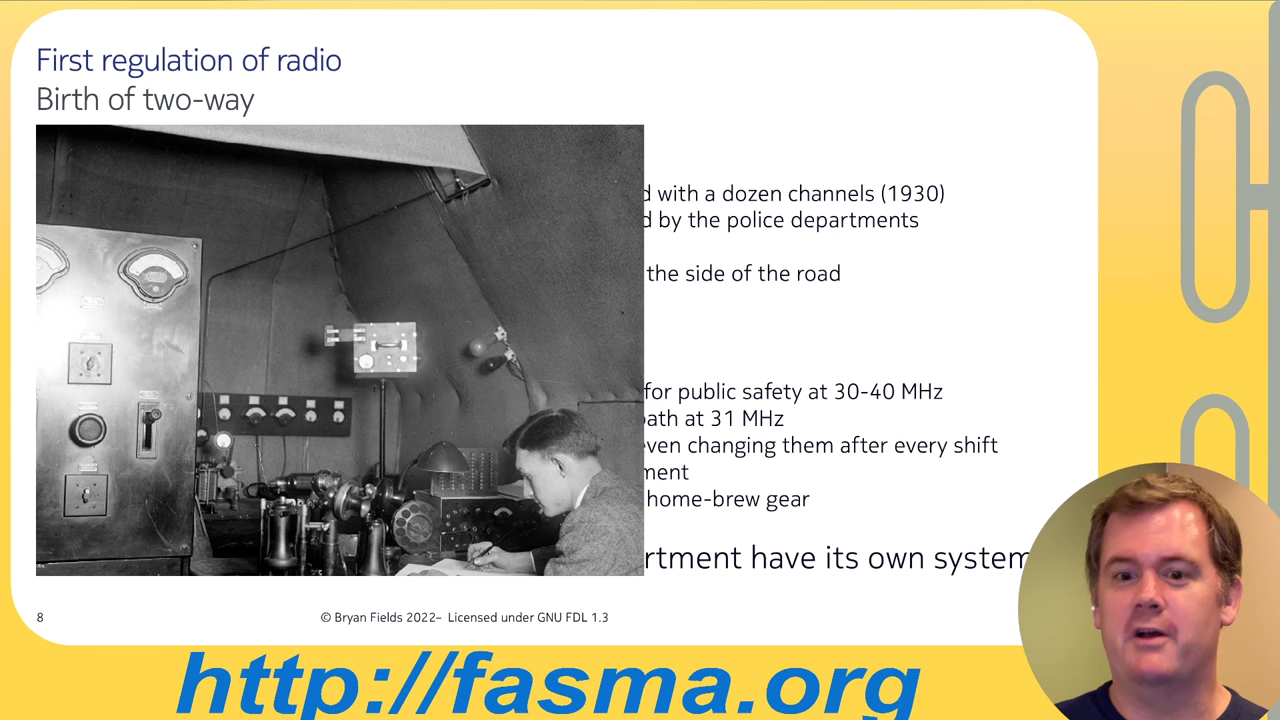 First regulation of radio
Birth of two-way
d with a dozen channels (1930)
d by the police departments
the side of the road
for public safety at 30-40 MHz
ath at 31 MHz
even changing them after every shift
ment
home-brew gear
rtment have its own system
8
© Bryan Fields 2022– Licensed under GNU FDL 1.3
http://fasma.org